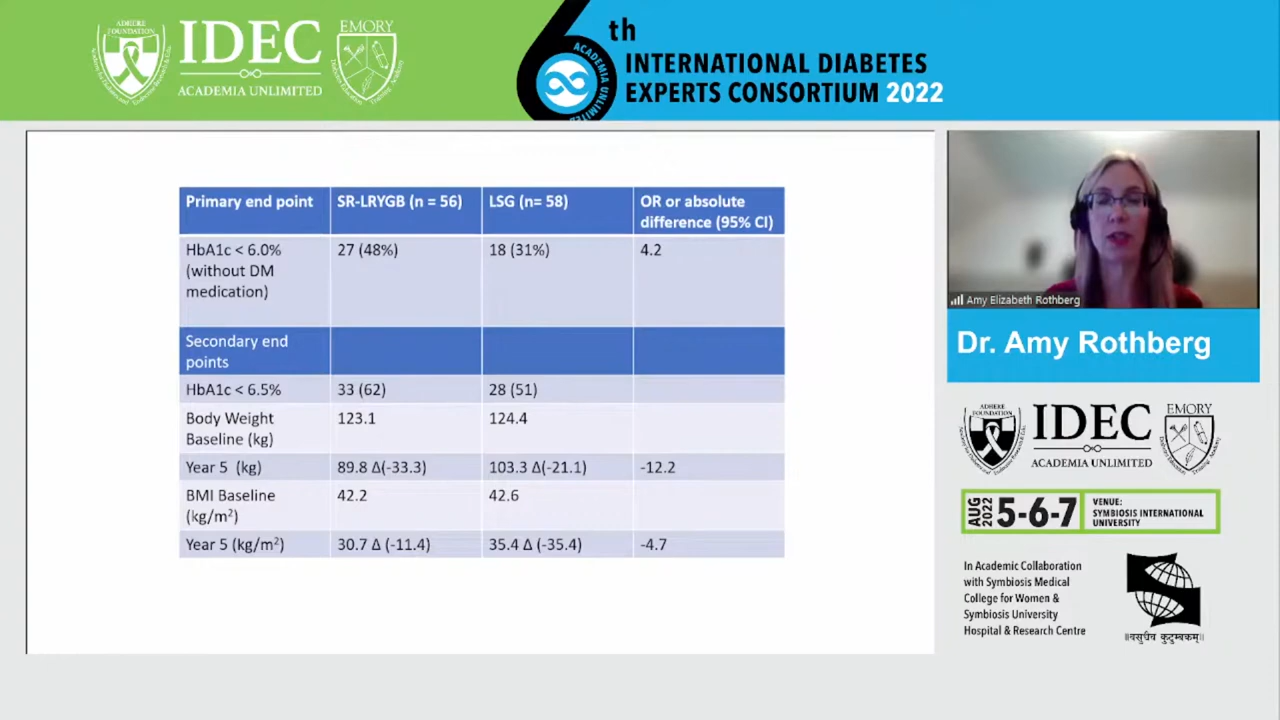 ADHERE
FOUNDATION
IDEC
ACADEMIA UNLIMITED
EMORY
6th
ACADEMIA UNLIMITED
INTERNATIONAL DIABETES
EXPERTS CONSORTIUM 2022
Primary end point SR-LRYGB (n = 56) LSG (n= 58) OR or absolute
difference (95% CI)
HbA1c < 6.0% 27 (48%) 18 (31%) 4.2
(without DM
medication)
Secondary end
points
HbA1c < 6.5% 33 (62) 28 (51)
Body Weight 123.1 124.4
Baseline (kg)
Year 5 (kg) 89.8 Δ(-33.3) 103.3 Δ(-21.1) -12.2
BMI Baseline 42.2 42.6
(kg/m²)
Year 5 (kg/m²) 30.7 Δ (-11.4) 35.4 Δ (-35.4) -4.7
Amy Elizabeth Rothberg
Dr. Amy Rothberg
ADHERE
FOUNDATION
IDEC
ACADEMIA UNLIMITED
EMORY
AUG
2022
5-6-7
VENUE:
SYMBIOSIS INTERNATIONAL
UNIVERSITY
In Academic Collaboration
with Symbiosis Medical
College for Women &
Symbiosis University
Hospital & Research Centre
॥वसुधैव कुटुम्बकम्॥